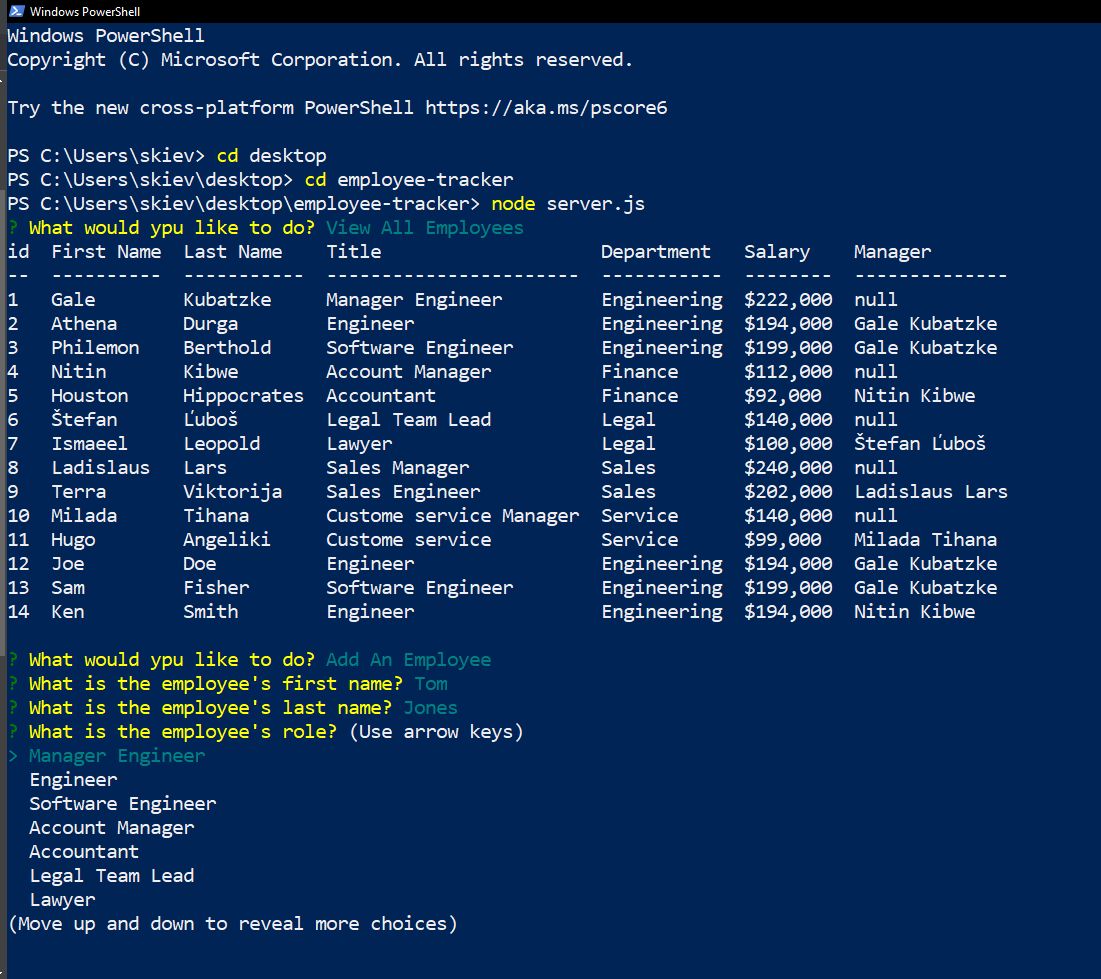 Windows PowerShell
Windows PowerShell
Copyright (C) Microsoft Corporation. All rights reserved.
Try the new cross-platform PowerShell https://aka.ms/pscore6
PS C:\Users\skiev> cd desktop
PS C:\Users\skiev\desktop> cd employee-tracker
PS C:\Users\skiev\desktop\employee-tracker> node server.js
? What would ypu like to do? View All Employees
id  First Name  Last Name    Title                    Department   Salary    Manager
--  ----------  -----------  -----------------------  -----------  --------  --------------
1   Gale        Kubatzke     Manager Engineer         Engineering  $222,000  null
2   Athena      Durga        Engineer                 Engineering  $194,000  Gale Kubatzke
3   Philemon    Berthold     Software Engineer        Engineering  $199,000  Gale Kubatzke
4   Nitin       Kibwe        Account Manager          Finance      $112,000  null
5   Houston     Hippocrates  Accountant               Finance      $92,000   Nitin Kibwe
6   Štefan      Ľuboš        Legal Team Lead          Legal        $140,000  null
7   Ismaeel     Leopold      Lawyer                   Legal        $100,000  Štefan Ľuboš
8   Ladislaus   Lars         Sales Manager            Sales        $240,000  null
9   Terra       Viktorija    Sales Engineer           Sales        $202,000  Ladislaus Lars
10  Milada      Tihana       Custome service Manager  Service      $140,000  null
11  Hugo        Angeliki     Custome service          Service      $99,000   Milada Tihana
12  Joe         Doe          Engineer                 Engineering  $194,000  Gale Kubatzke
13  Sam         Fisher       Software Engineer        Engineering  $199,000  Gale Kubatzke
14  Ken         Smith        Engineer                 Engineering  $194,000  Nitin Kibwe
? What would ypu like to do? Add An Employee
? What is the employee's first name? Tom
? What is the employee's last name? Jones
? What is the employee's role? (Use arrow keys)
> Manager Engineer
Engineer
Software Engineer
Account Manager
Accountant
Legal Team Lead
Lawyer
(Move up and down to reveal more choices)